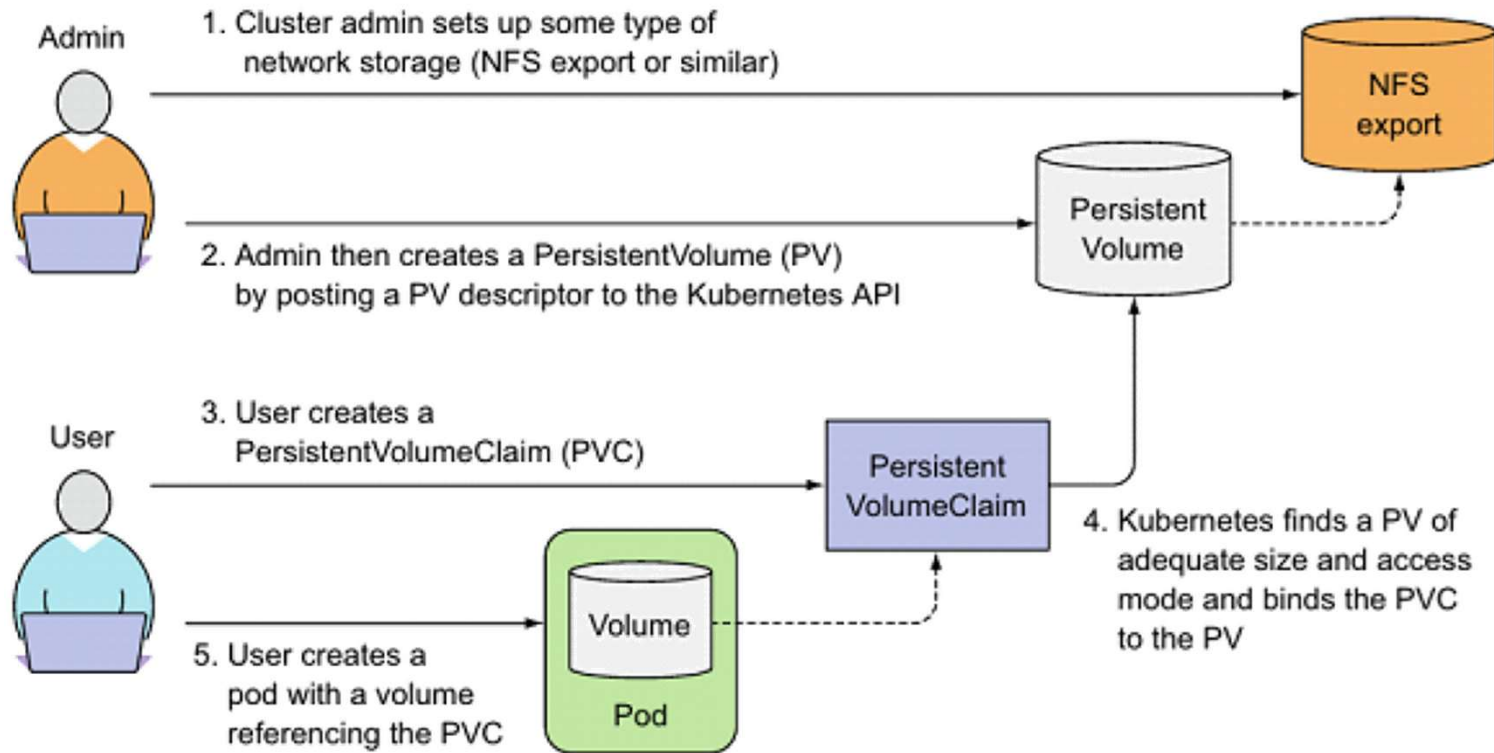 Admin
1. Cluster admin sets up some type of
network storage (NFS export or similar)
NFS
export
Persistent
Volume
2. Admin then creates a PersistentVolume (PV)
by posting a PV descriptor to the Kubernetes API
User
3. User creates a
PersistentVolumeClaim (PVC)
Persistent
VolumeClaim
4. Kubernetes finds a PV of
adequate size and access
mode and binds the PVC
to the PV
Volume
Pod
5. User creates a
pod with a volume
referencing the PVC